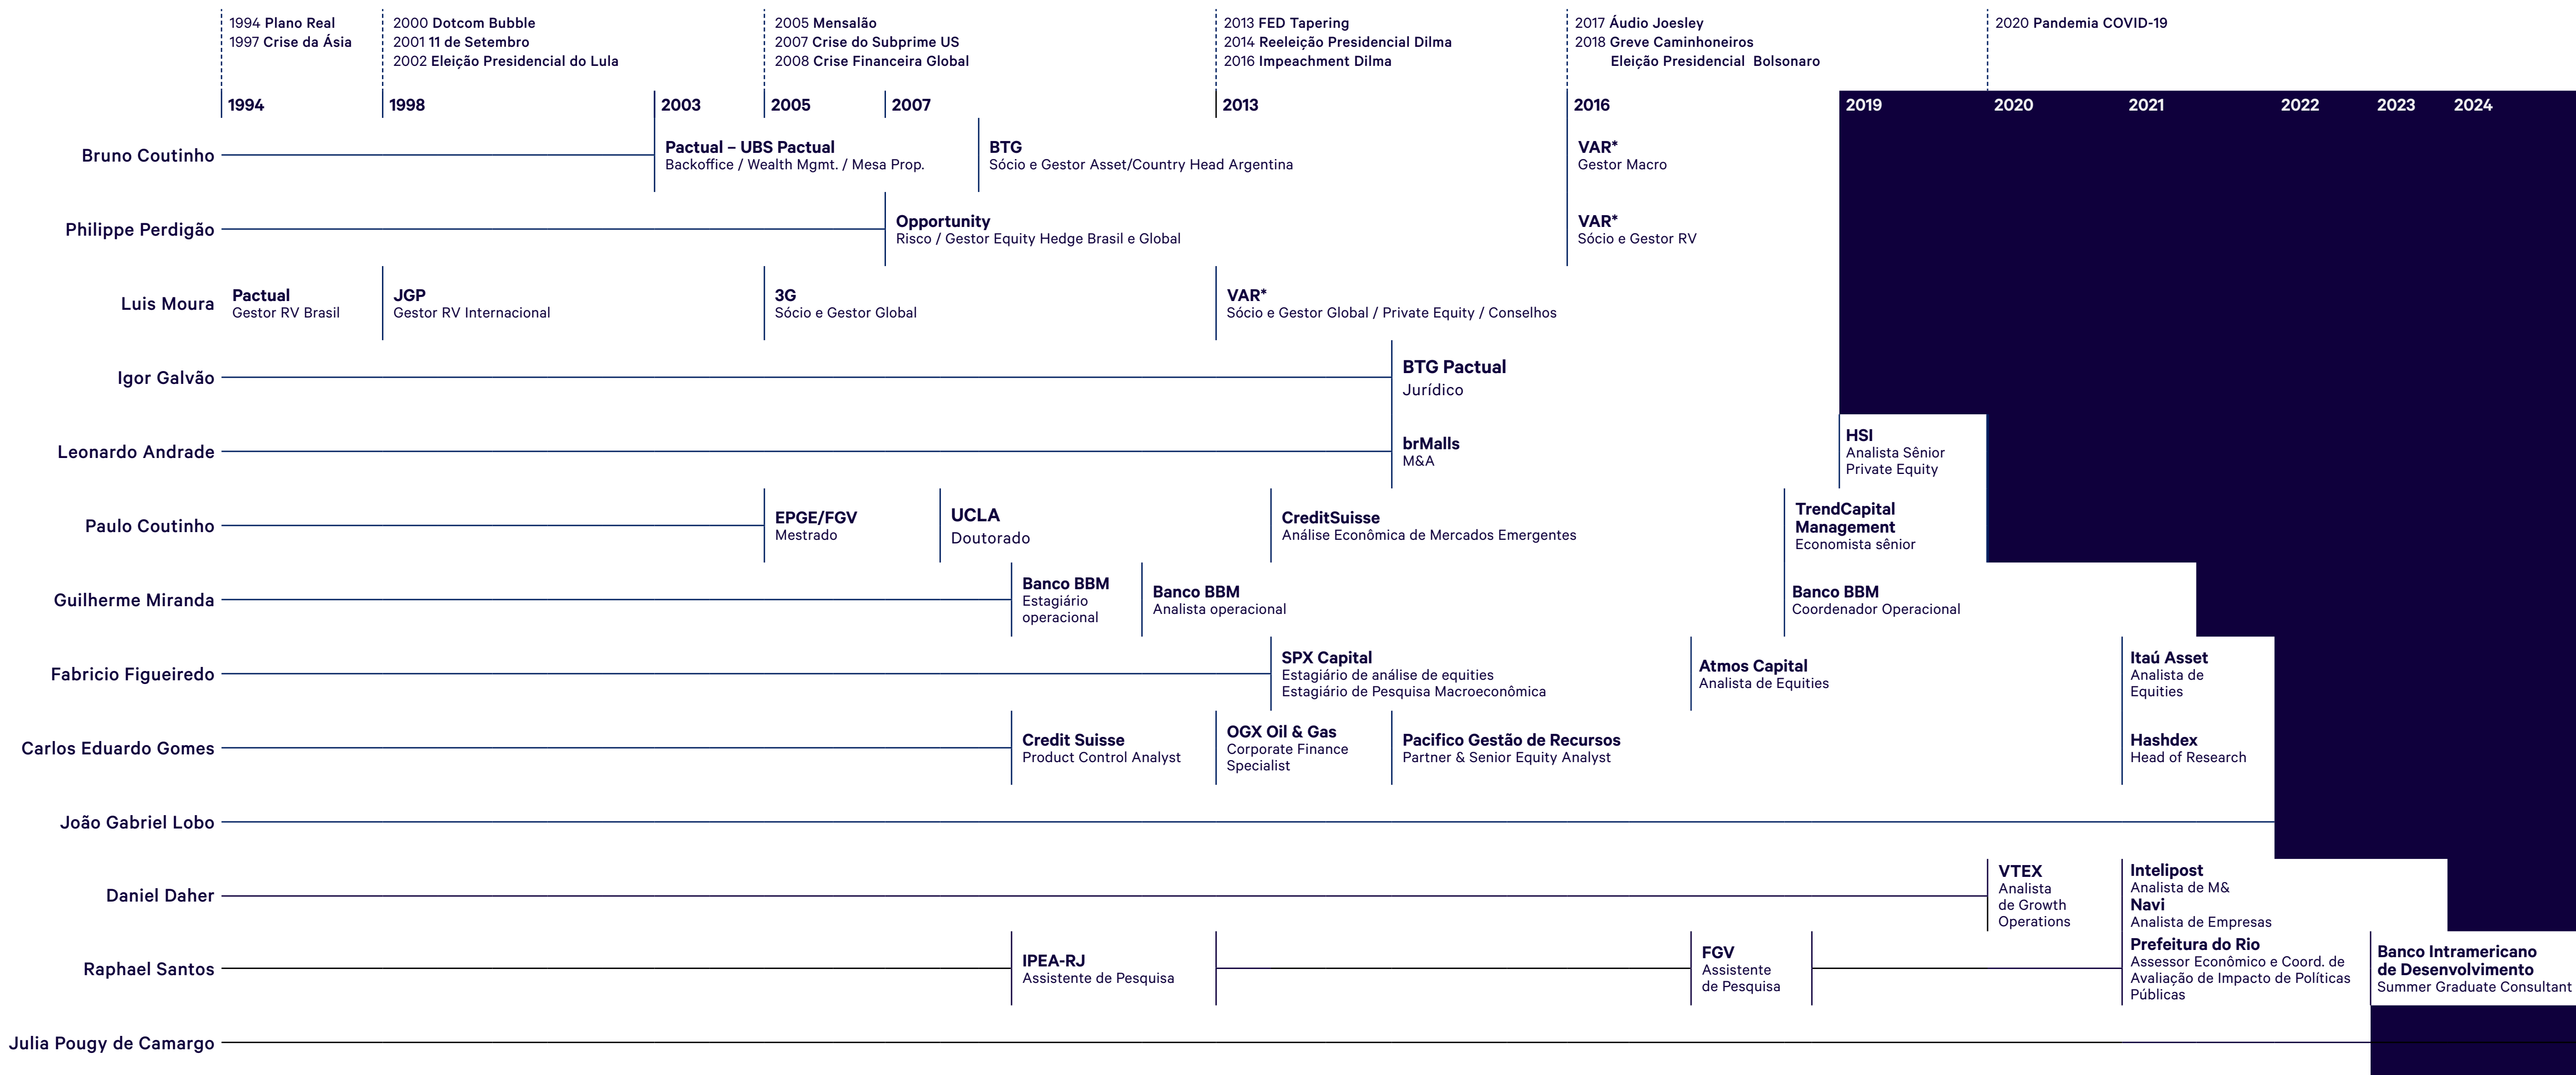 1994 Plano Real
1997 Crise da Ásia
2000 Dotcom Bubble
2001 11 de Setembro
2002 Eleição Presidencial do Lula
2005 Mensalão
2007 Crise do Subprime US
2008 Crise Financeira Global
2013 FED Tapering
2014 Reeleição Presidencial Dilma
2016 Impeachment Dilma
2017 Áudio Joesley
2018 Greve Caminhoneiros
Eleição Presidencial Bolsonaro
2020 Pandemia COVID-19
1994 1998 2003 2005 2007 2013 2016 2019 2020 2021 2022 2023 2024
Bruno Coutinho
Pactual – UBS Pactual
Backoffice / Wealth Mgmt. / Mesa Prop.
BTG
Sócio e Gestor Asset/Country Head Argentina
VAR*
Gestor Macro
Philippe Perdigão
Opportunity
Risco / Gestor Equity Hedge Brasil e Global
VAR*
Sócio e Gestor RV
Luis Moura
Pactual
Gestor RV Brasil
JGP
Gestor RV Internacional
3G
Sócio e Gestor Global
VAR*
Sócio e Gestor Global / Private Equity / Conselhos
Igor Galvão
BTG Pactual
Jurídico
Leonardo Andrade
brMalls
M&A
HSI
Analista Sênior
Private Equity
Paulo Coutinho
EPGE/FGV
Mestrado
UCLA
Doutorado
CreditSuisse
Análise Econômica de Mercados Emergentes
TrendCapital
Management
Economista sênior
Guilherme Miranda
Banco BBM
Estagiário
operacional
Banco BBM
Analista operacional
Banco BBM
Coordenador Operacional
Fabricio Figueiredo
SPX Capital
Estagiário de análise de equities
Estagiário de Pesquisa Macroeconômica
Atmos Capital
Analista de Equities
Itaú Asset
Analista de
Equities
Carlos Eduardo Gomes
Credit Suisse
Product Control Analyst
OGX Oil & Gas
Corporate Finance
Specialist
Pacifico Gestão de Recursos
Partner & Senior Equity Analyst
Hashdex
Head of Research
João Gabriel Lobo
Daniel Daher
VTEX
Analista
de Growth
Operations
Intelipost
Analista de M&
Navi
Analista de Empresas
Raphael Santos
IPEA-RJ
Assistente de Pesquisa
FGV
Assistente
de Pesquisa
Prefeitura do Rio
Assessor Econômico e Coord. de
Avaliação de Impacto de Políticas
Públicas
Banco Intramericano
de Desenvolvimento
Summer Graduate Consultant
Julia Pougy de Camargo